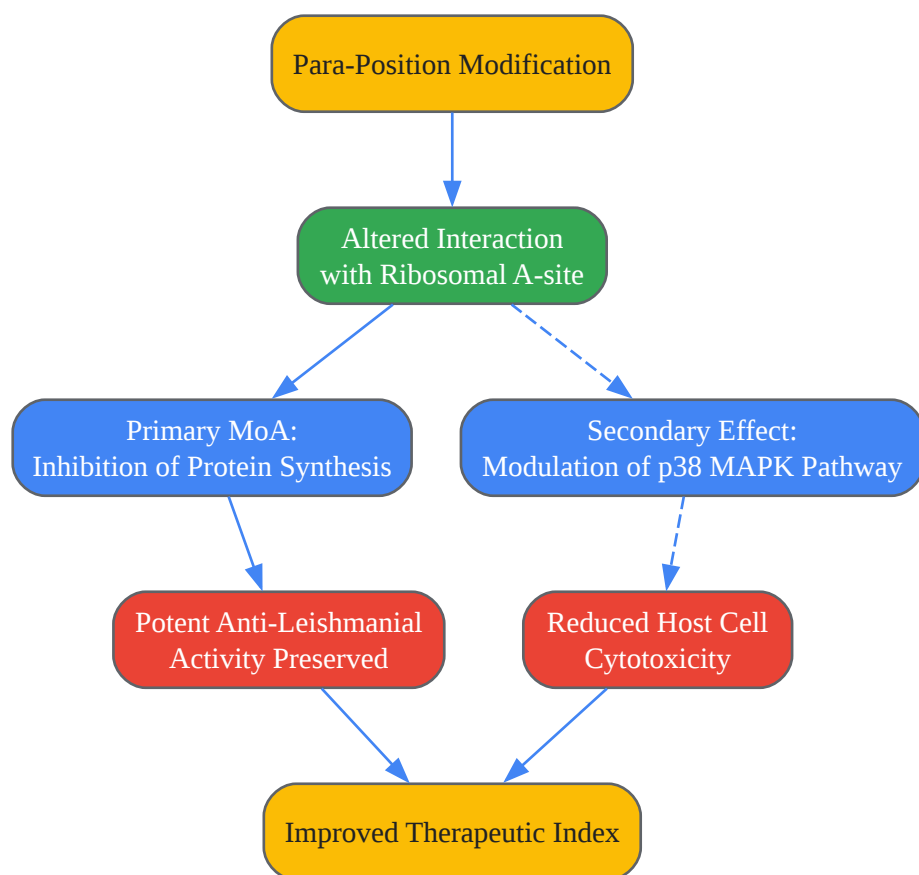 Para-Position Modification
Altered Interaction
with Ribosomal A-site
Primary MoA:
Inhibition of Protein Synthesis
Secondary Effect:
Modulation of p38 MAPK Pathway
Potent Anti-Leishmanial
Activity Preserved
Reduced Host Cell
Cytotoxicity
Improved Therapeutic Index